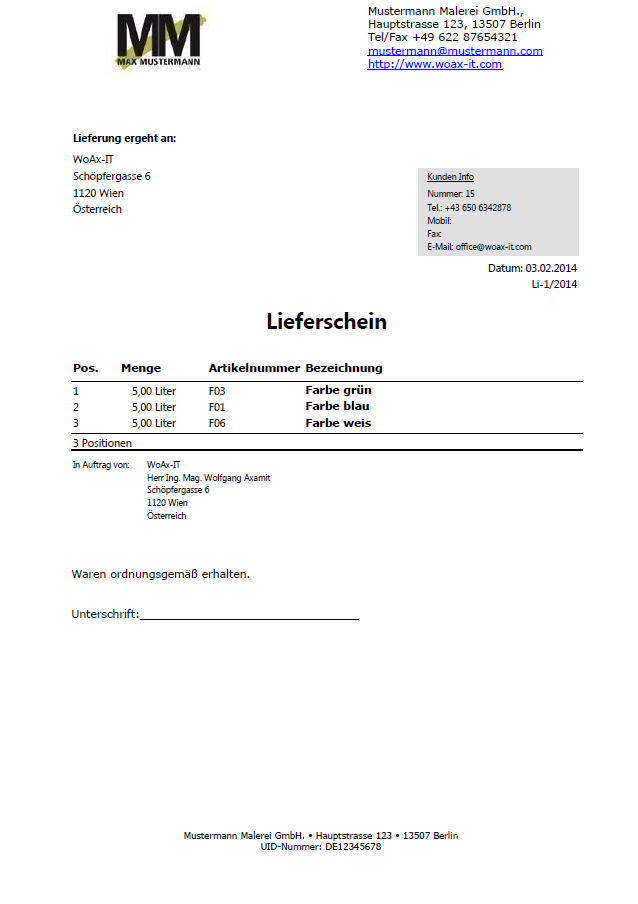 MM
MAX MUSTERMANN
Mustermann Malerei GmbH.,
Hauptstrasse 123, 13507 Berlin
Tel/Fax +49 622 87654321
mustermann@mustermann.com
http://www.woax-it.com
Lieferung ergeht an:
WoAx-IT
Schöpfergasse 6
1120 Wien
Österreich
Kunden Info
Nummer: 15
Tel.: +43 650 6342878
Mobil:
Fax:
E-Mail: office@woax-it.com
Datum: 03.02.2014
Li-1/2014
Lieferschein
Pos. Menge Artikelnummer Bezeichnung
1 5,00 Liter F03 Farbe grün
2 5,00 Liter F01 Farbe blau
3 5,00 Liter F06 Farbe weis
3 Positionen
In Auftrag von: WoAx-IT
Herr Ing. Mag. Wolfgang Axamit
Schöpfergasse 6
1120 Wien
Österreich
Waren ordnungsgemäß erhalten.
Unterschrift:
Mustermann Malerei GmbH. • Hauptstrasse 123 • 13507 Berlin
UID-Nummer: DE12345678